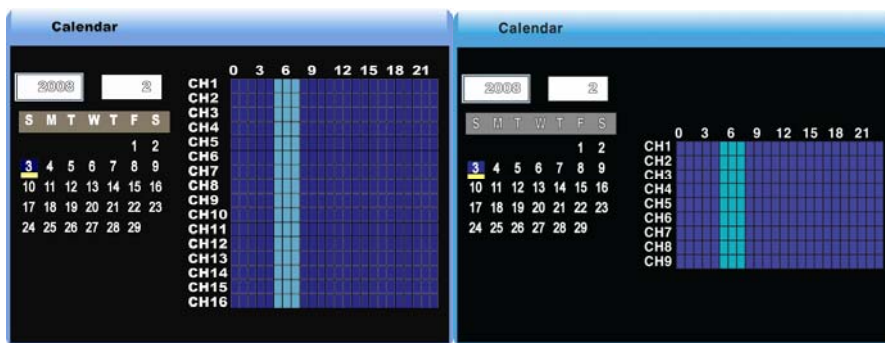 Calendar
2008 2
S M T W T F S
1 2
3 4 5 6 7 8 9
10 11 12 13 14 15 16
17 18 19 20 21 22 23
24 25 26 27 28 29
0 3 6 9 12 15 18 21
CH1
CH2
CH3
CH4
CH5
CH6
CH7
CH8
CH9
CH10
CH11
CH12
CH13
CH14
CH15
CH16
Calendar
2008 2
S M T W T F S
1 2
3 4 5 6 7 8 9
10 11 12 13 14 15 16
17 18 19 20 21 22 23
24 25 26 27 28 29
0 3 6 9 12 15 18 21
CH1
CH2
CH3
CH4
CH5
CH6
CH7
CH8
CH9